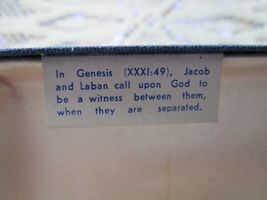 In Genesis (XXXI:49), Jacob
and Laban call upon God to
be a witness between them,
when they are separated.